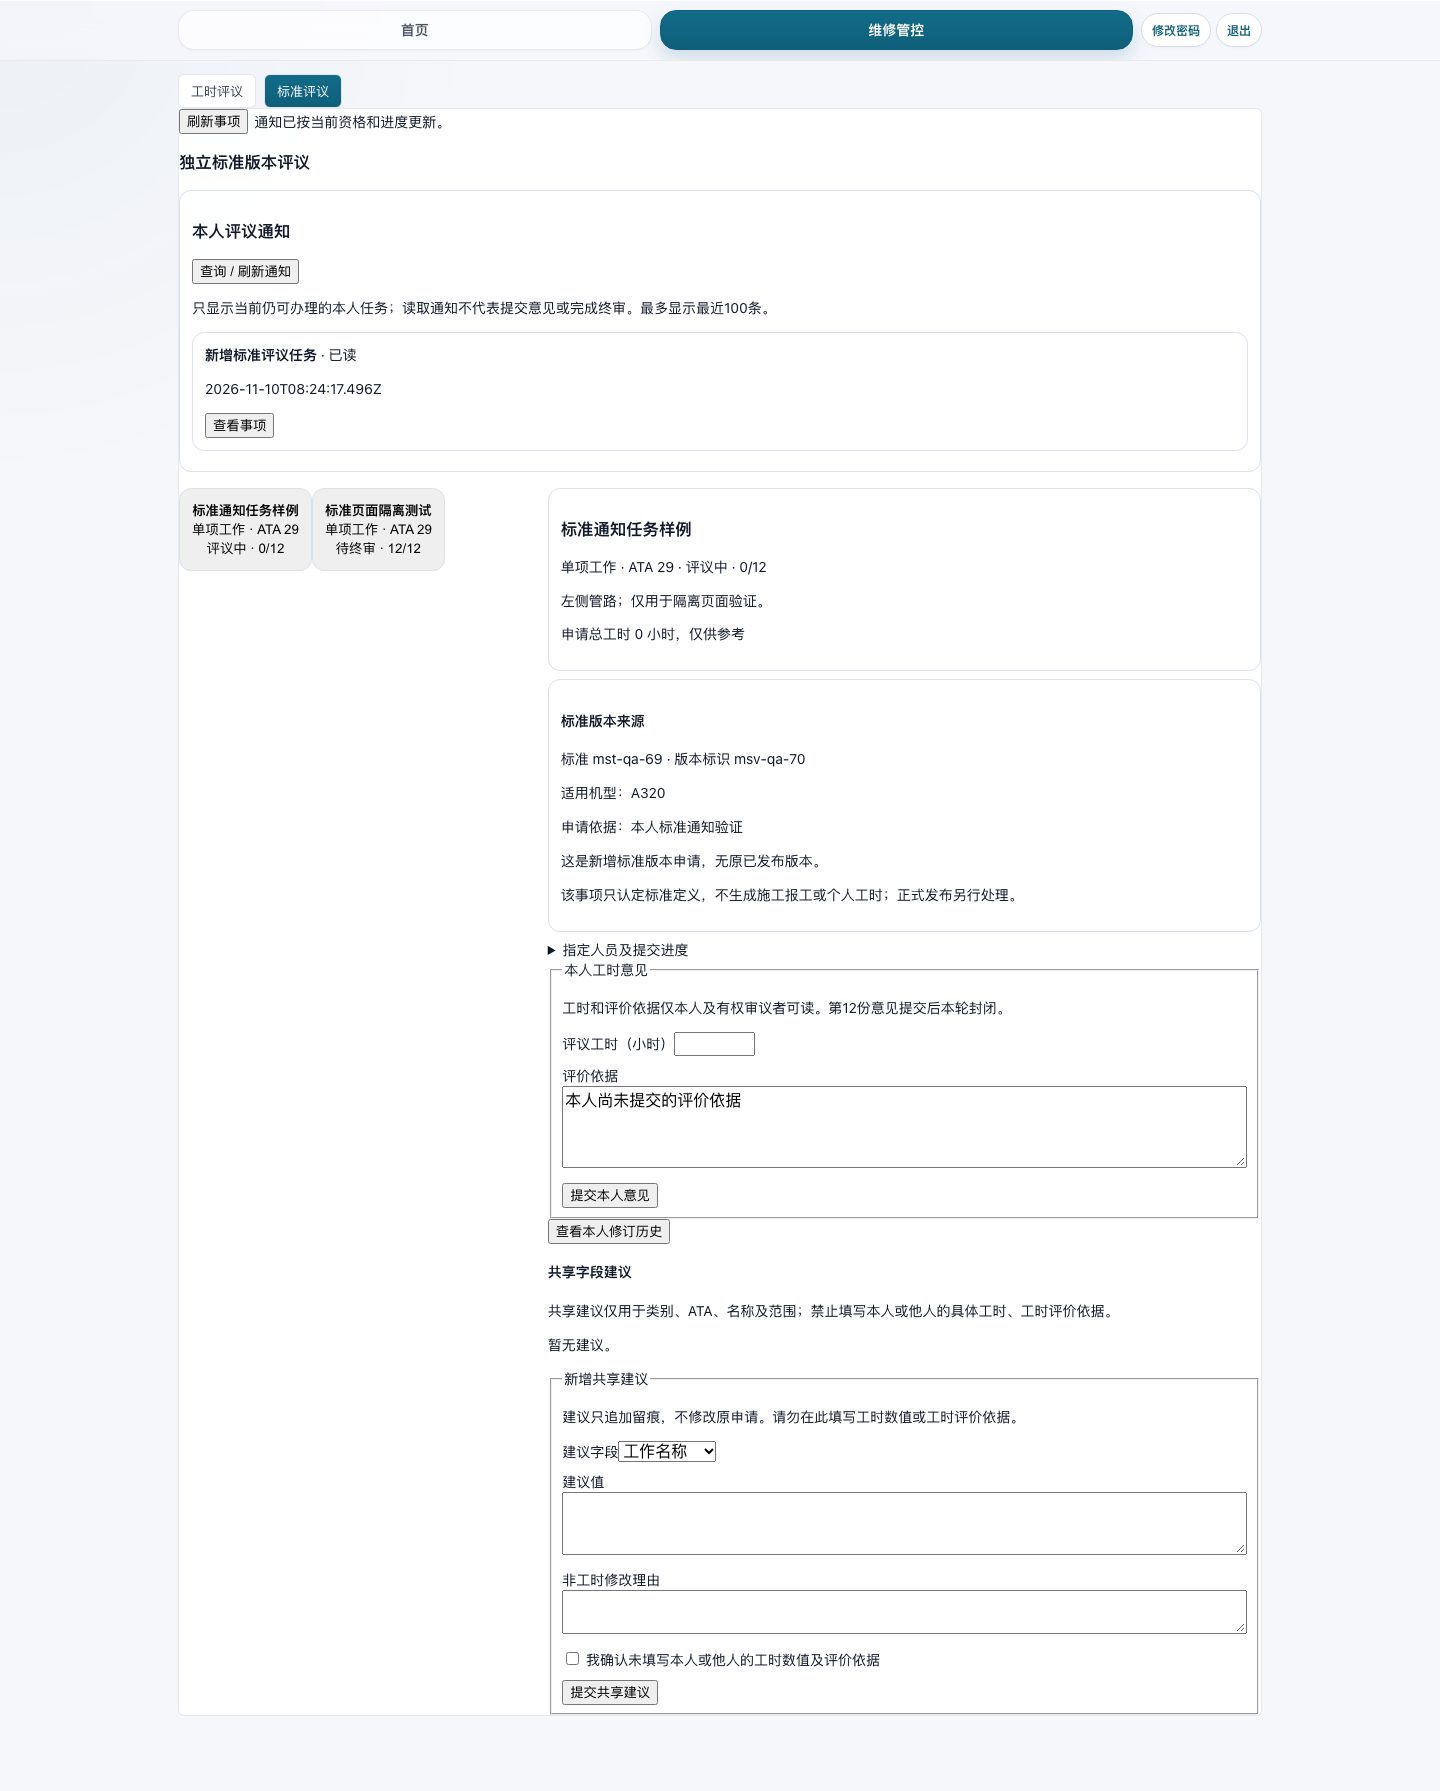 首页
维修管控
修改密码
退出
工时评议
标准评议
刷新事项 通知已按当前资格和进度更新。
独立标准版本评议
本人评议通知
查询 / 刷新通知
只显示当前仍可办理的本人任务；读取通知不代表提交意见或完成终审。最多显示最近100条。
新增标准评议任务 · 已读
2026-11-10T08:24:17.496Z
查看事项
标准通知任务样例
单项工作 · ATA 29
评议中 · 0/12
标准页面隔离测试
单项工作 · ATA 29
待终审 · 12/12
标准通知任务样例
单项工作 · ATA 29 · 评议中 · 0/12
左侧管路；仅用于隔离页面验证。
申请总工时 0 小时，仅供参考
标准版本来源
标准 mst-qa-69 · 版本标识 msv-qa-70
适用机型：A320
申请依据：本人标准通知验证
这是新增标准版本申请，无原已发布版本。
该事项只认定标准定义，不生成施工报工或个人工时；正式发布另行处理。
指定人员及提交进度
本人工时意见
工时和评价依据仅本人及有权审议者可读。第12份意见提交后本轮封闭。
评议工时（小时）
评价依据
本人尚未提交的评价依据
提交本人意见
查看本人修订历史
共享字段建议
共享建议仅用于类别、ATA、名称及范围；禁止填写本人或他人的具体工时、工时评价依据。
暂无建议。
新增共享建议
建议只追加留痕，不修改原申请。请勿在此填写工时数值或工时评价依据。
建议字段 工作名称
建议值
非工时修改理由
我确认未填写本人或他人的工时数值及评价依据
提交共享建议